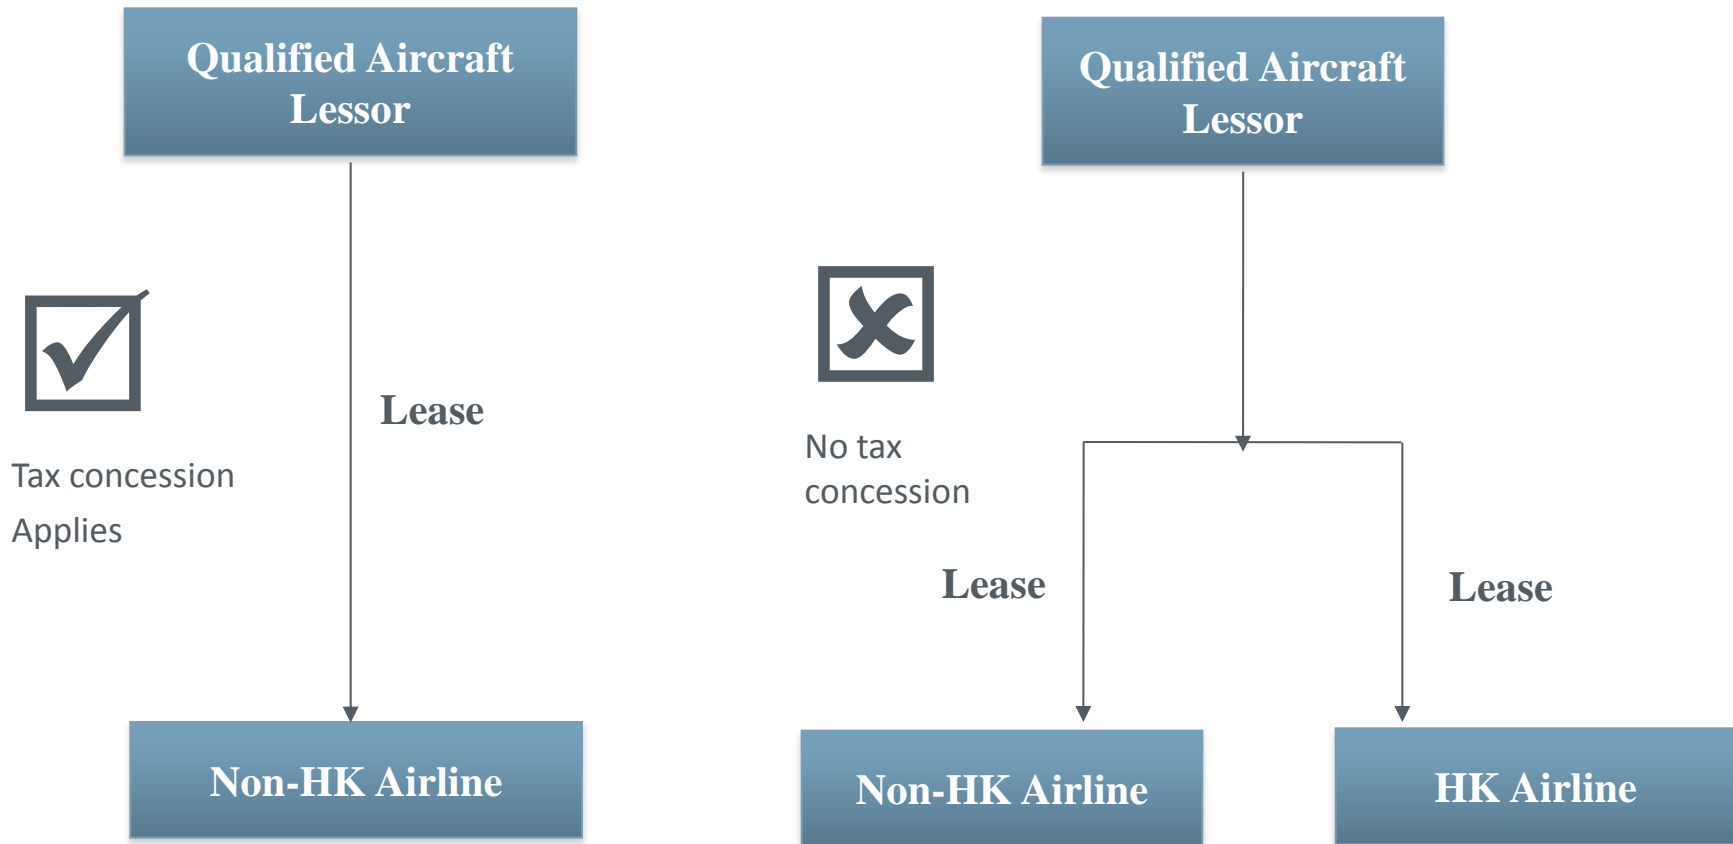 Qualified Aircraft
Lessor
Tax concession
Applies
Lease
Non-HK Airline
Qualified Aircraft
Lessor
No tax
concession
Lease
Lease
Non-HK Airline
HK Airline